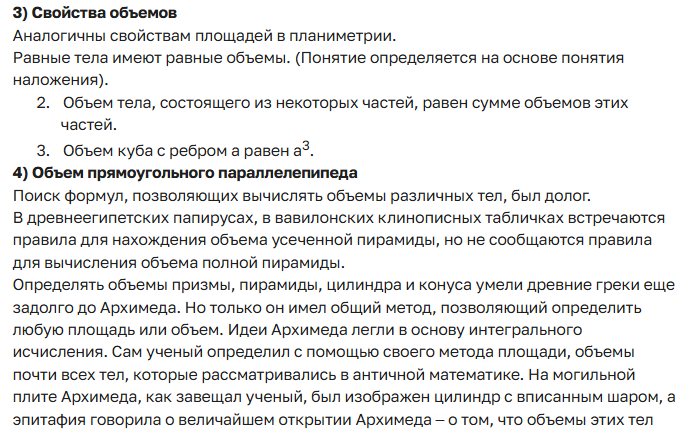 3) Свойства объемов
Аналогичны свойствам площадей в планиметрии.
Равные тела имеют равные объемы. (Понятие определяется на основе понятия
наложения).
2. Объем тела, состоящего из некоторых частей, равен сумме объемов этих
частей.
3. Объем куба с ребром а равен а³.
4) Объем прямоугольного параллелепипеда
Поиск формул, позволяющих вычислять объемы различных тел, был долог.
В древнеегипетских папирусах, в вавилонских клинописных табличках встречаются
правила для нахождения объема усеченной пирамиды, но не сообщаются правила
для вычисления объема полной пирамиды.
Определять объемы призмы, пирамиды, цилиндра и конуса умели древние греки еще
задолго до Архимеда. Но только он имел общий метод, позволяющий определить
любую площадь или объем. Идеи Архимеда легли в основу интегрального
исчисления. Сам ученый определил с помощью своего метода площади, объемы
почти всех тел, которые рассматривались в античной математике. На могильной
плите Архимеда, как завещал ученый, был изображен цилиндр с вписанным шаром, а
эпитафия говорила о величайшем открытии Архимеда – о том, что объемы этих тел